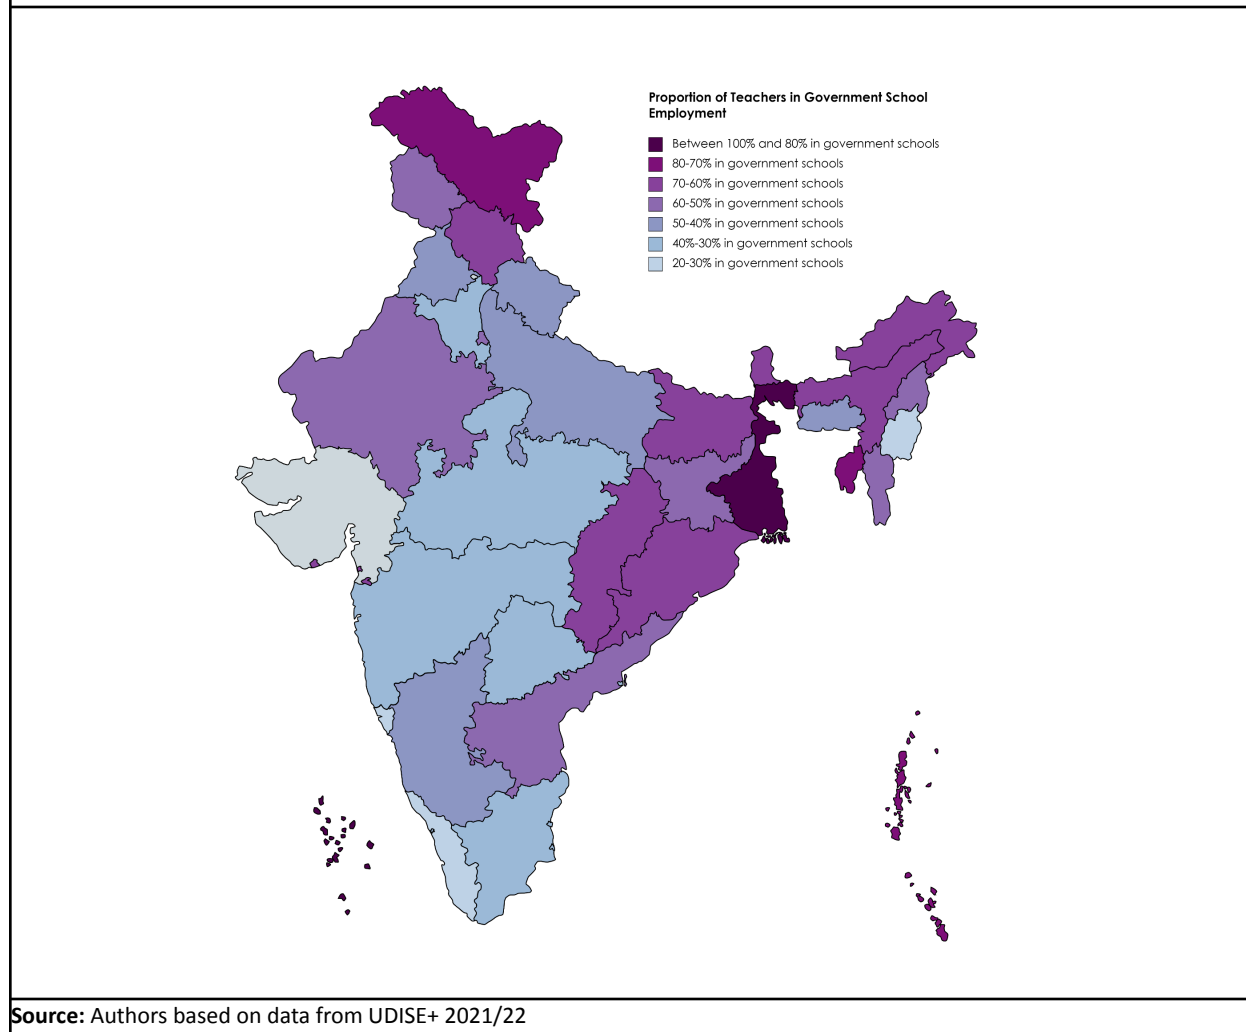 Proportion of Teachers in Government School
Employment
Between 100% and 80% in government schools
80-70% in government schools
70-60% in government schools
60-50% in government schools
50-40% in government schools
40%-30% in government schools
20-30% in government schools
Source: Authors based on data from UDISE+ 2021/22